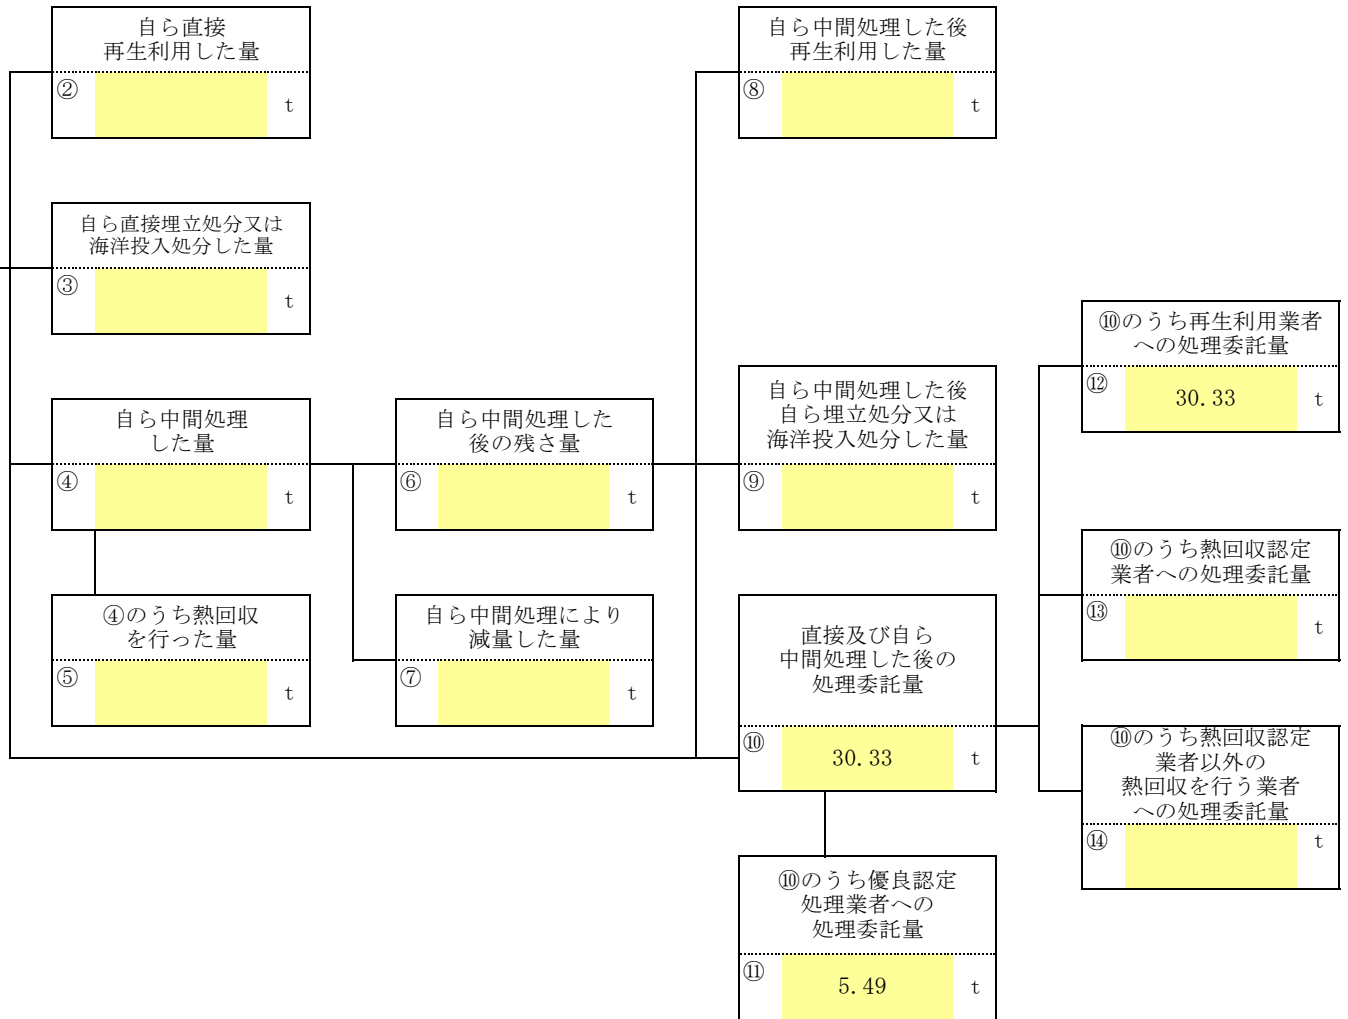 自ら直接
再生利用した量
②
t
自ら中間処理した後
再生利用した量
⑧
t
自ら直接埋立処分又は
海洋投入処分した量
③
t
⑩のうち再生利用業者
への処理委託量
⑫
30.33
t
自ら中間処理
した量
④
t
自ら中間処理した
後の残さ量
⑥
t
自ら中間処理した後
自ら埋立処分又は
海洋投入処分した量
⑨
t
⑩のうち熱回収認定
業者への処理委託量
⑬
t
④のうち熱回収
を行った量
⑤
t
自ら中間処理により
減量した量
⑦
t
直接及び自ら
中間処理した後の
処理委託量
⑩
30.33
t
⑩のうち熱回収認定
業者以外の
熱回収を行う業者
への処理委託量
⑭
t
⑩のうち優良認定
処理業者への
処理委託量
⑪
5.49
t